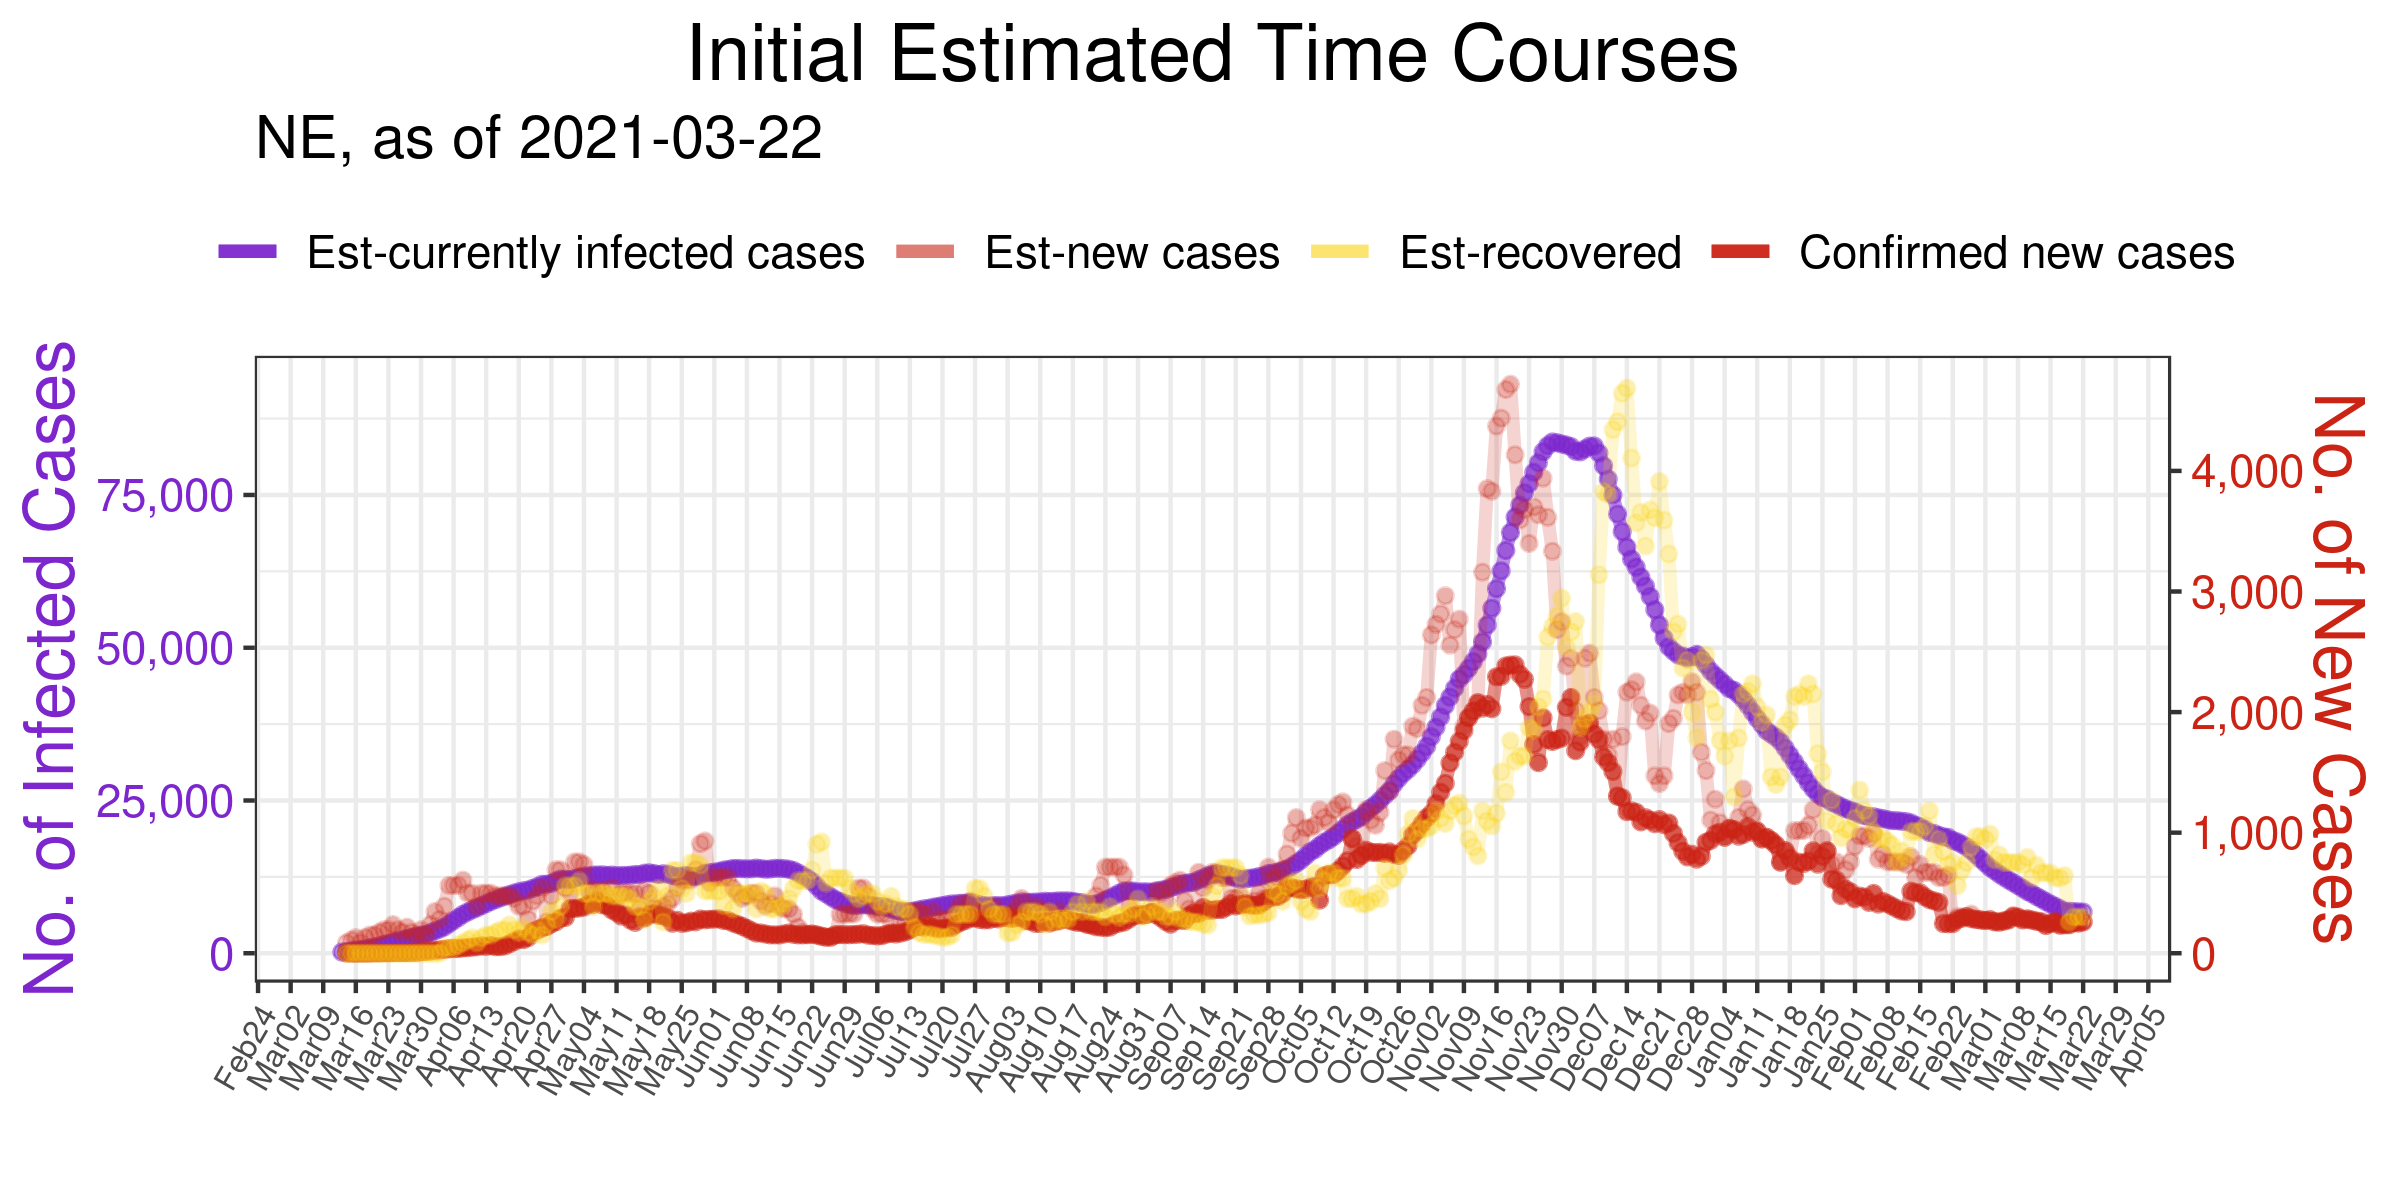 Initial Estimated Time Courses
NE, as of 2021-03-22
Est-currently infected cases Est-new cases Est-recovered Confirmed new cases
No. of Infected Cases
75,000
50,000
25,000
0
4,000
3,000
2,000
1,000
0
No. of New Cases
Feb24 Mar02 Mar09 Mar16 Mar23 Mar30 Apr06 Apr13 Apr20 Apr27 May04 May11 May18 May25 Jun01 Jun08 Jun15 Jun22 Jun29 Jul06 Jul13 Jul20 Jul27 Aug03 Aug10 Aug17 Aug24 Aug31 Sep07 Sep14 Sep21 Sep28 Oct05 Oct12 Oct19 Oct26 Nov02 Nov09 Nov16 Nov23 Nov30 Dec07 Dec14 Dec21 Dec28 Jan04 Jan11 Jan18 Jan25 Feb01 Feb08 Feb15 Feb22 Mar01 Mar08 Mar15 Mar22 Mar29 Apr05